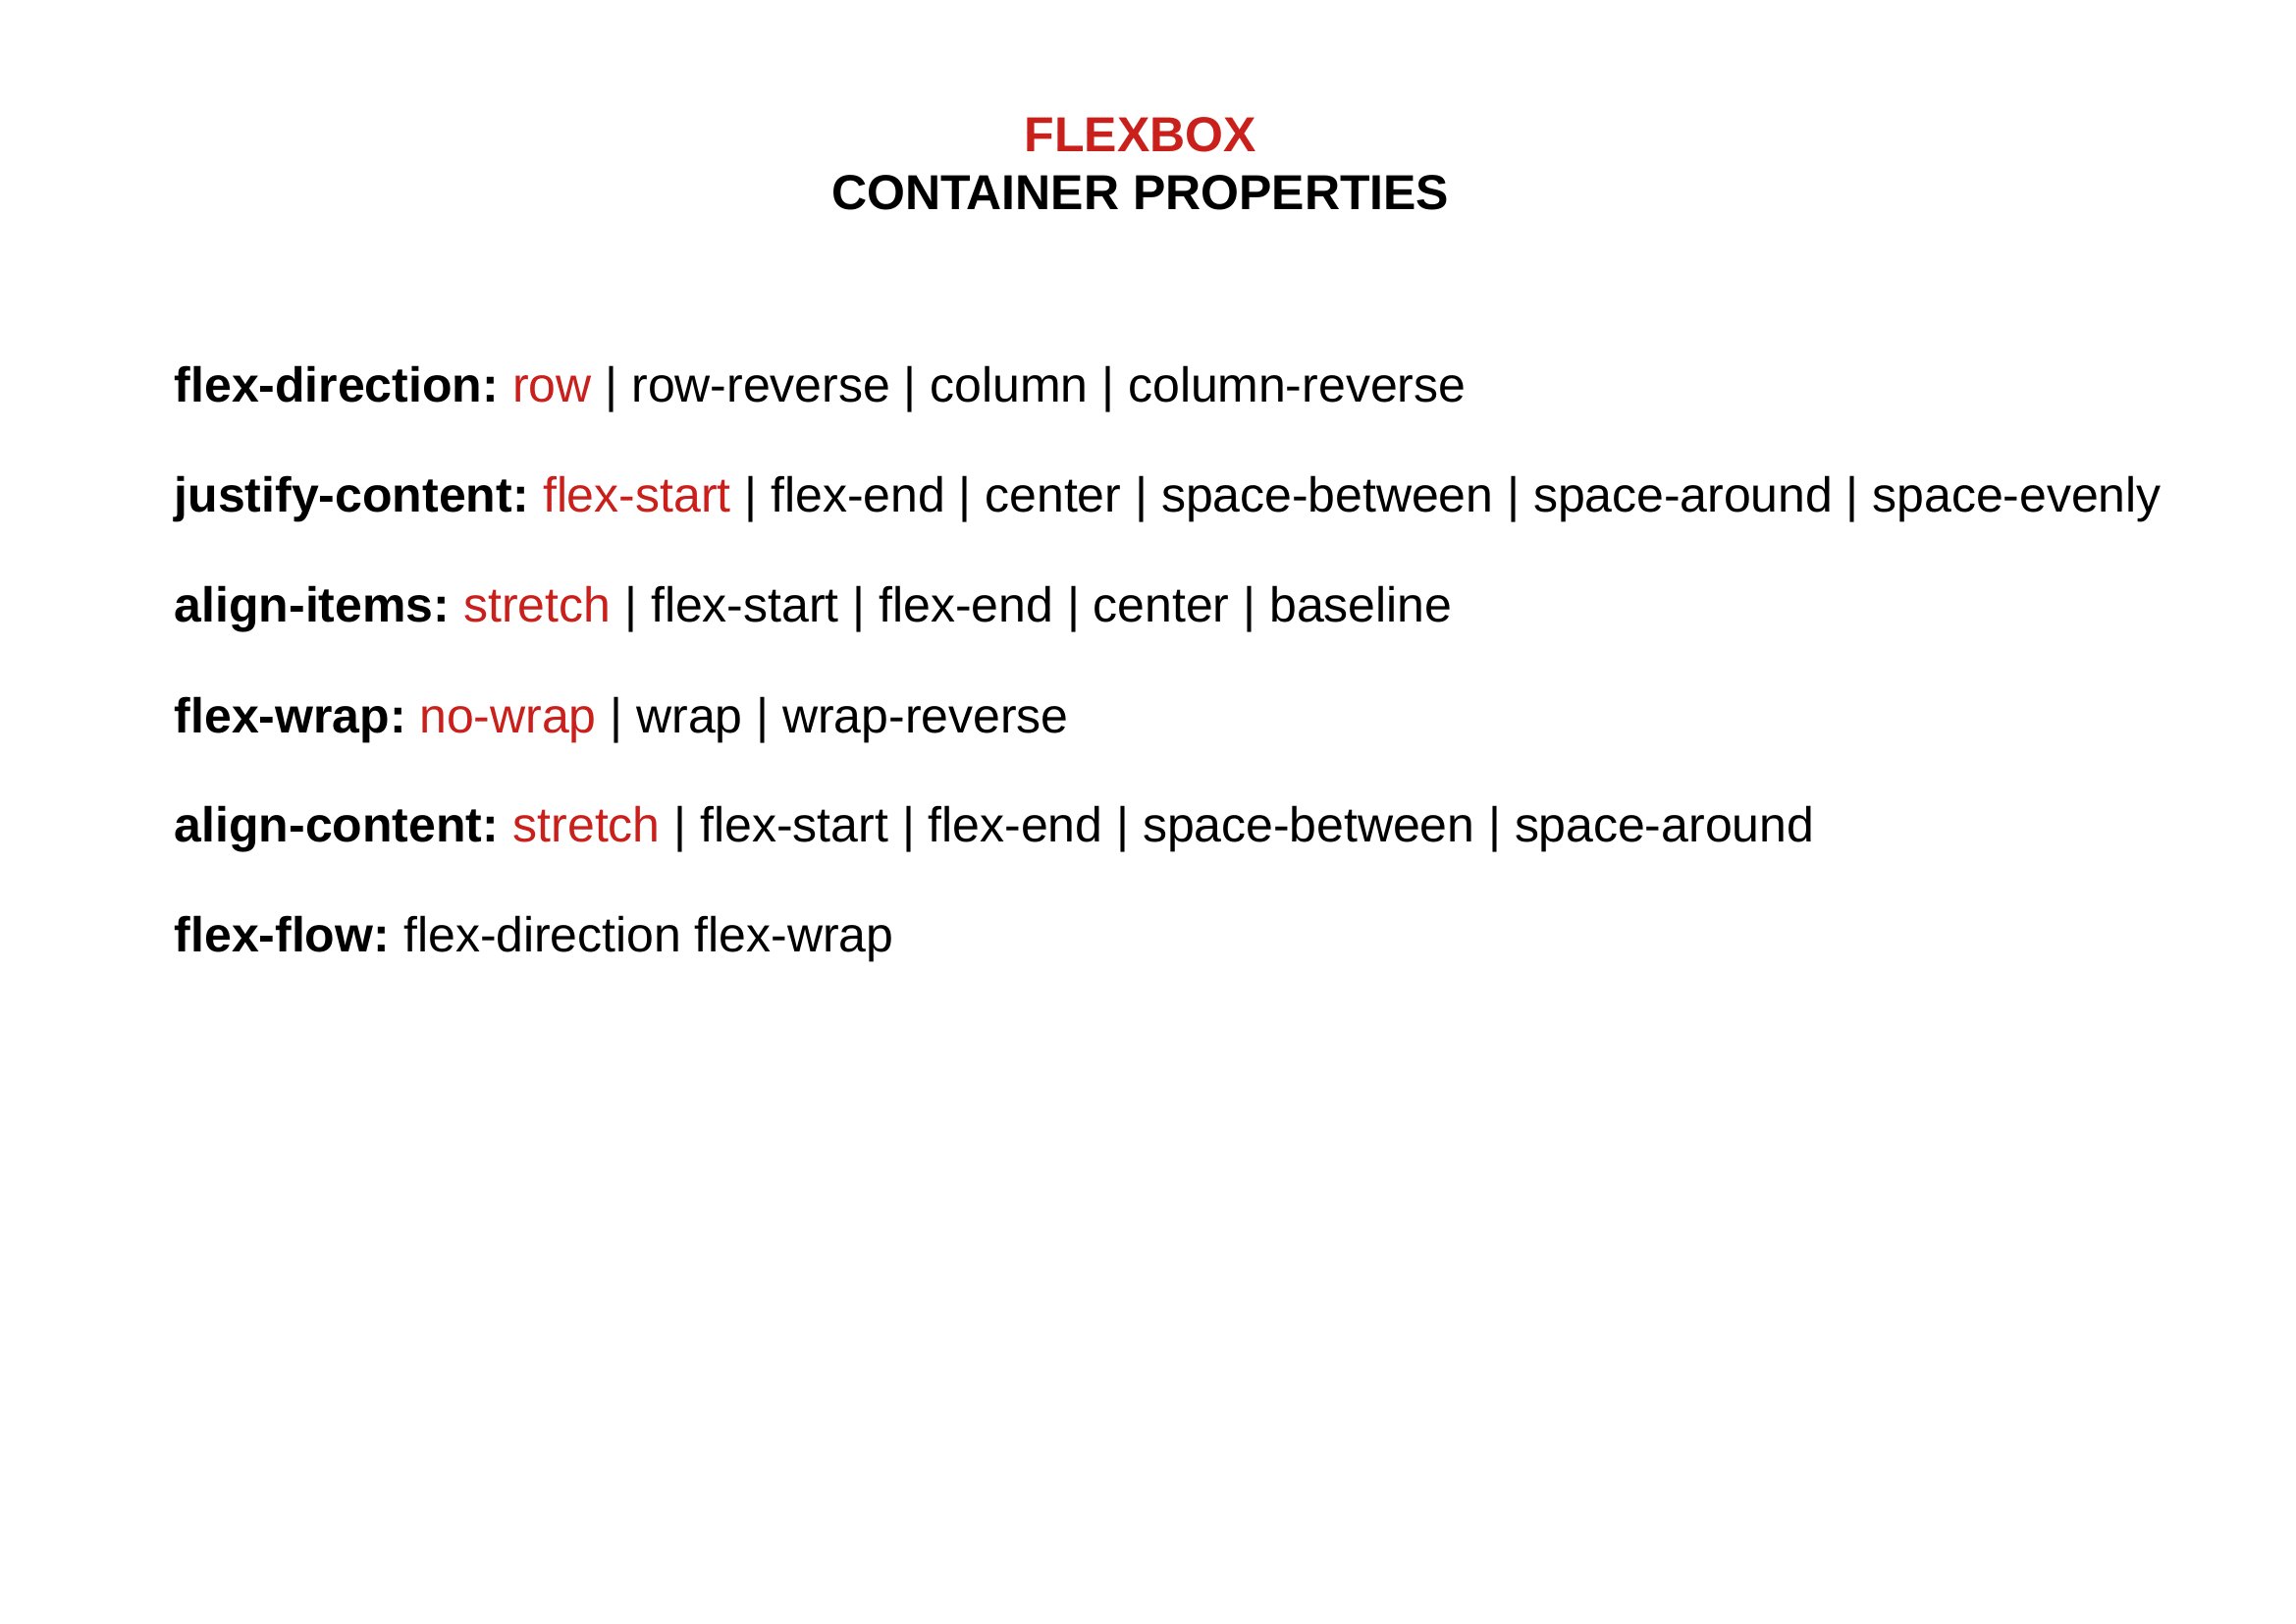 FLEXBOX
CONTAINER PROPERTIES
flex-direction: row | row-reverse | column | column-reverse
justify-content: flex-start | flex-end | center | space-between | space-around | space-evenly
align-items: stretch | flex-start | flex-end | center | baseline
flex-wrap: no-wrap | wrap | wrap-reverse
align-content: stretch | flex-start | flex-end | space-between | space-around
flex-flow: flex-direction flex-wrap